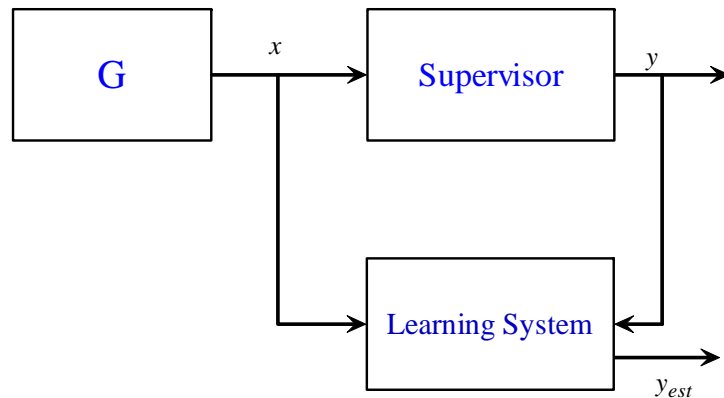 G
x
Supervisor
y
Learning System
y_est